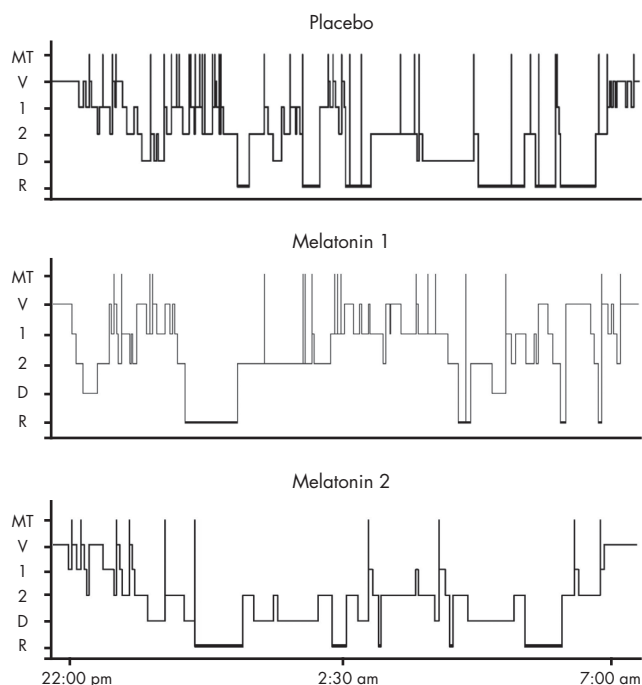 Placebo
MT
V
1
2
D
R
Melatonin 1
MT
V
1
2
D
R
Melatonin 2
MT
V
1
2
D
R
22:00 pm 2:30 am 7:00 am